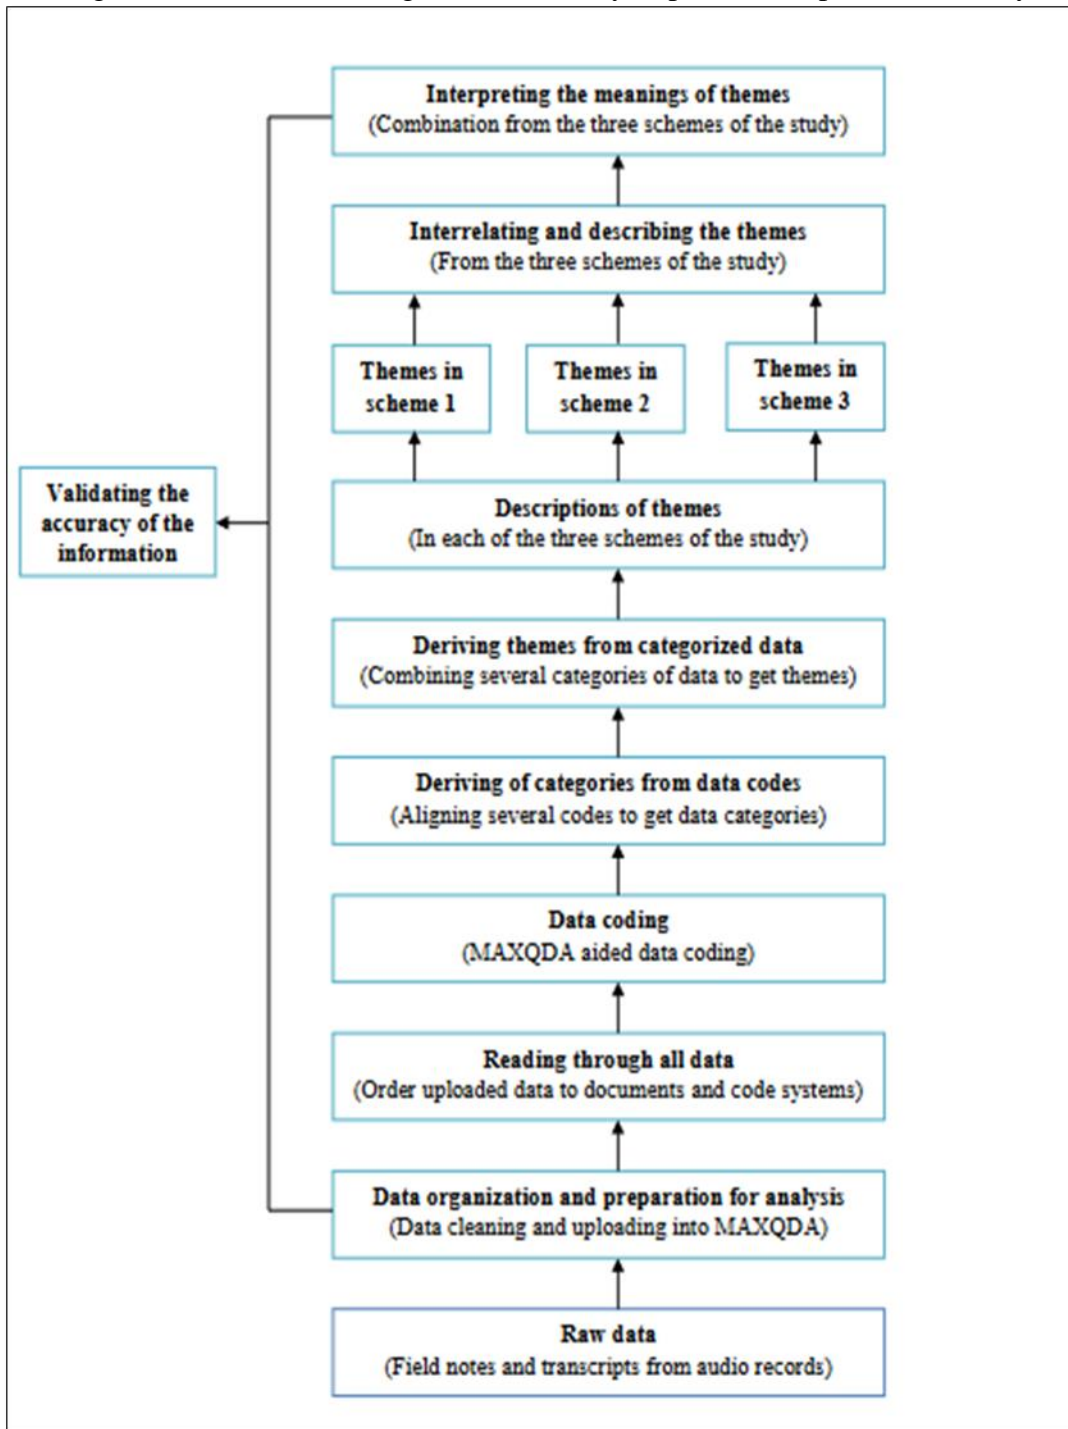 Interpreting the meanings of themes
(Combination from the three schemes of the study)
Interrelating and describing the themes
(From the three schemes of the study)
Themes in
scheme 1
Themes in
scheme 2
Themes in
scheme 3
Validating the
accuracy of the
information
Descriptions of themes
(In each of the three schemes of the study)
Deriving themes from categorized data
(Combining several categories of data to get themes)
Deriving of categories from data codes
(Aligning several codes to get data categories)
Data coding
(MAXQDA aided data coding)
Reading through all data
(Order uploaded data to documents and code systems)
Data organization and preparation for analysis
(Data cleaning and uploading into MAXQDA)
Raw data
(Field notes and transcripts from audio records)